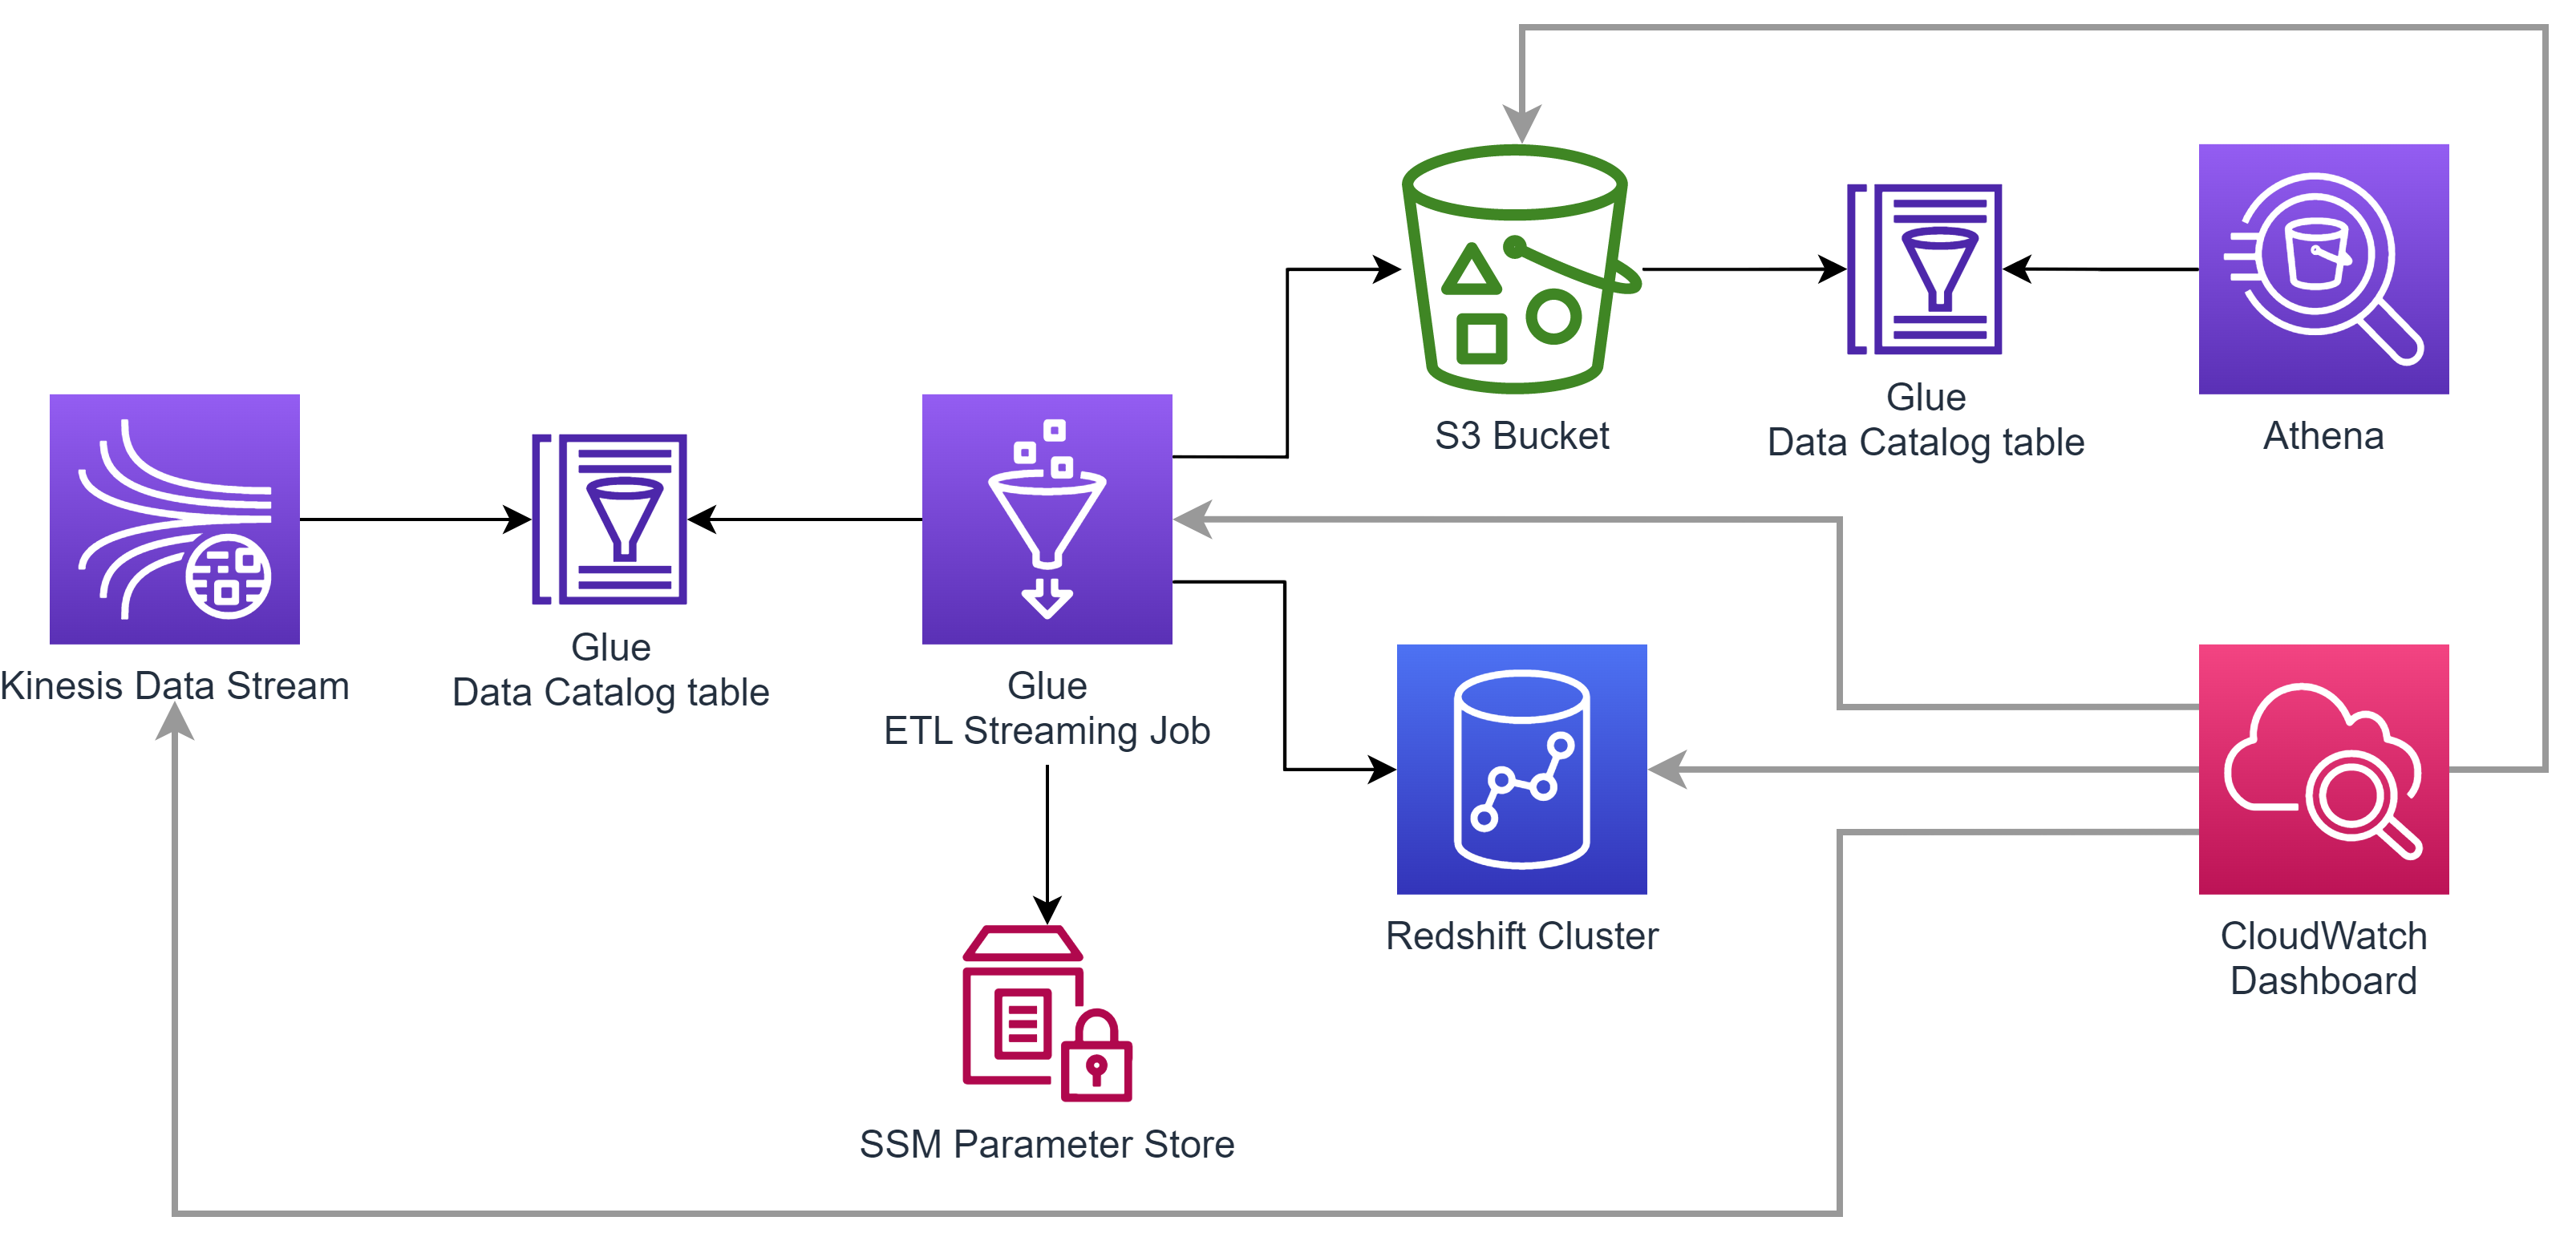 S3 Bucket
Glue
Data Catalog table
Athena
Kinesis Data Stream
Glue
Data Catalog table
Glue
ETL Streaming Job
Redshift Cluster
CloudWatch
Dashboard
SSM Parameter Store